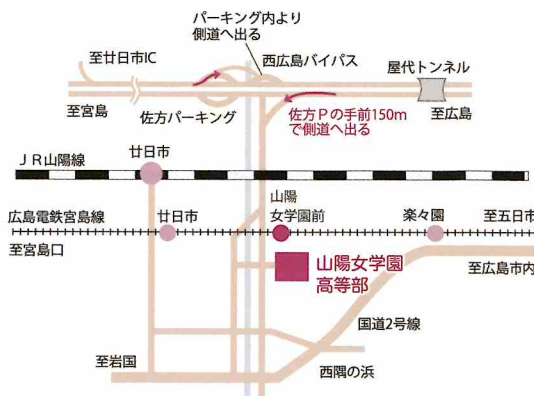 パーキング内より
側道へ出る
至廿日市IC
西広島バイパス
屋代トンネル
至宮島
佐方パーキング
佐方Pの手前150m
で側道へ出る
至広島
JR山陽線
廿日市
山陽
女学園前
広島電鉄宮島線
廿日市
楽々園
至五日市
至宮島口
山陽女学園
高等部
至広島市内
国道2号線
至岩国
西隅の浜